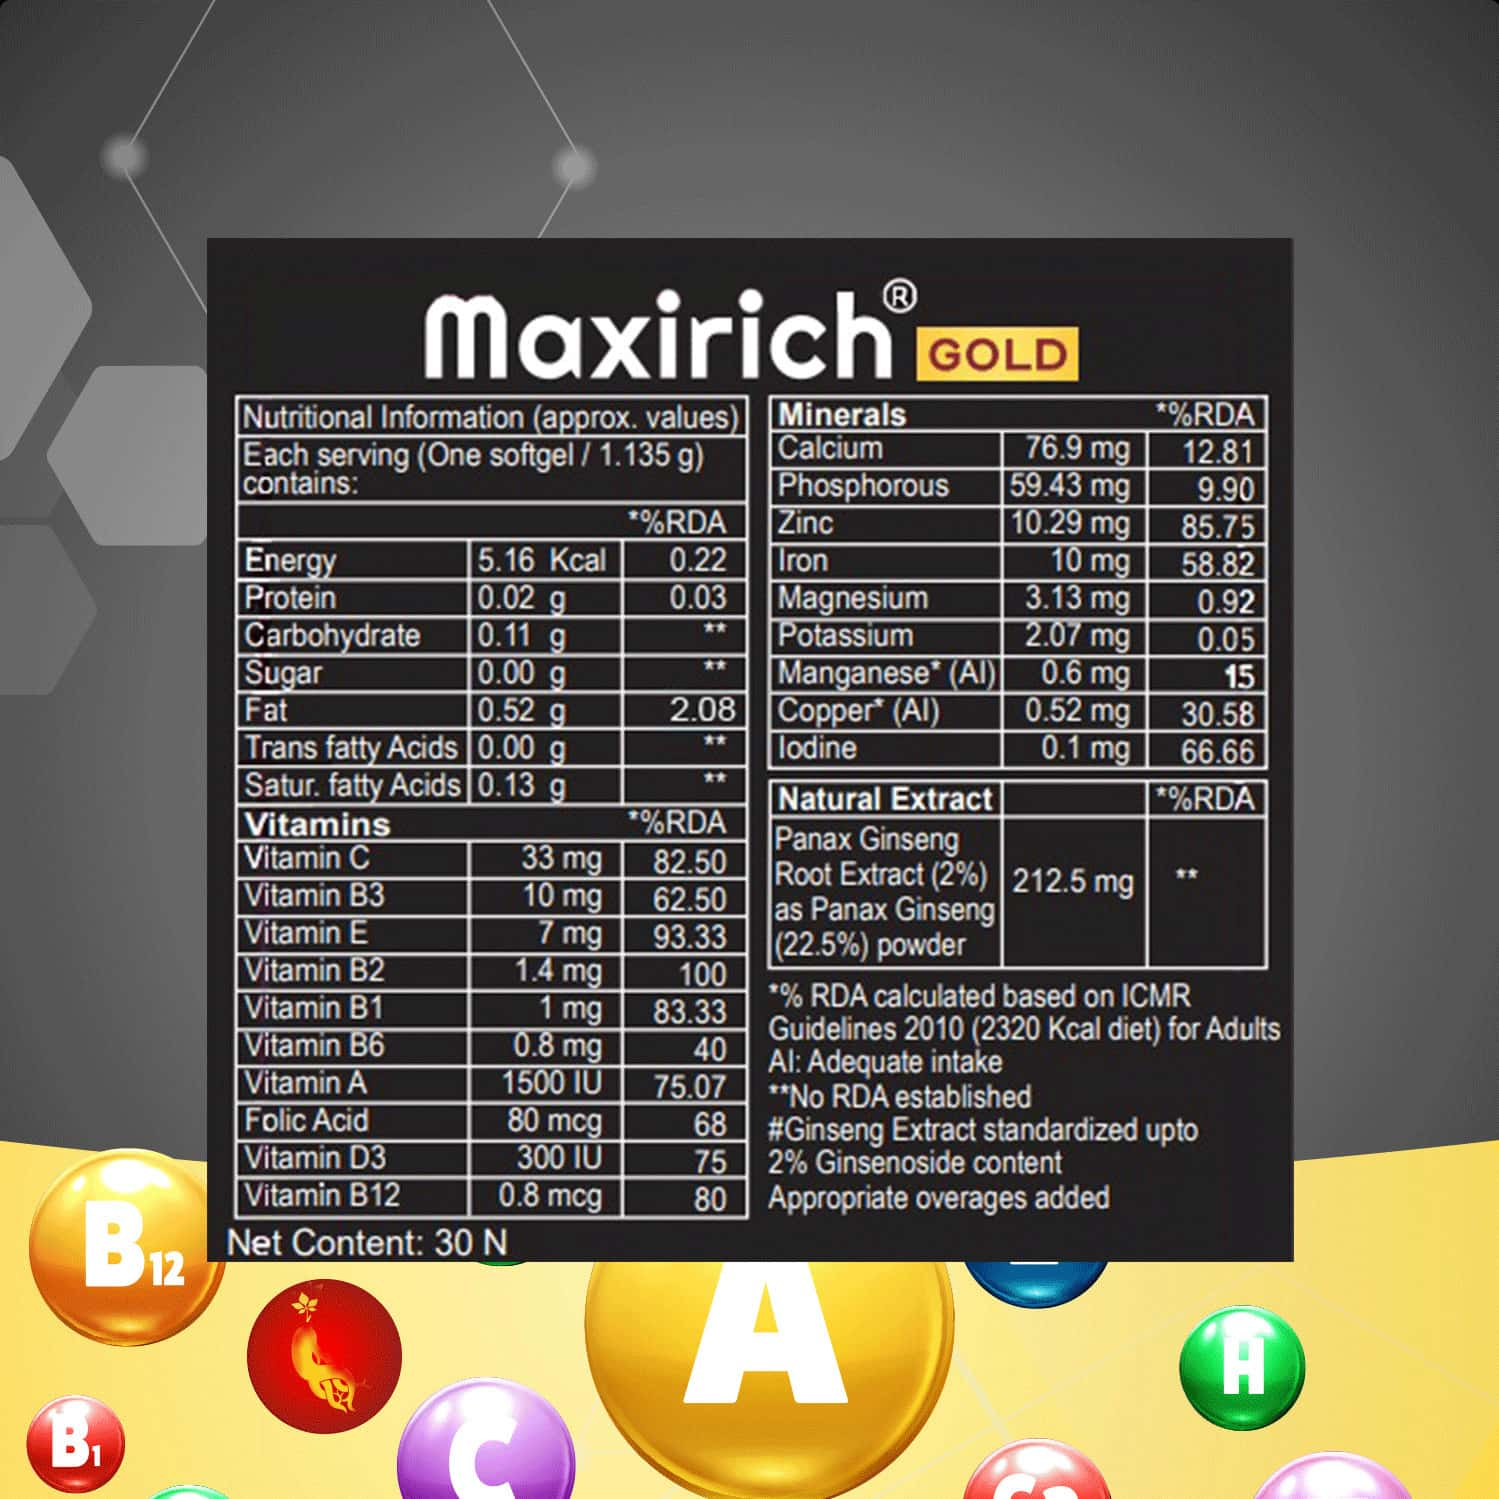 Maxirich® GOLD
Nutritional Information (approx. values)
Each serving (One softgel / 1.135 g)
contains:
*%RDA
Energy 5.16 Kcal 0.22
Protein 0.02 g 0.03
Carbohydrate 0.11 g **
Sugar 0.00 g **
Fat 0.52 g 2.08
Trans fatty Acids 0.00 g **
Satur. fatty Acids 0.13 g **
Vitamins *%RDA
Vitamin C 33 mg 82.50
Vitamin B3 10 mg 62.50
Vitamin E 7 mg 93.33
Vitamin B2 1.4 mg 100
Vitamin B1 1 mg 83.33
Vitamin B6 0.8 mg 40
Vitamin A 1500 IU 75.07
Folic Acid 80 mcg 68
Vitamin D3 300 IU 75
Vitamin B12 0.8 mcg 80
Net Content: 30 N
Minerals *%RDA
Calcium 76.9 mg 12.81
Phosphorous 59.43 mg 9.90
Zinc 10.29 mg 85.75
Iron 10 mg 58.82
Magnesium 3.13 mg 0.92
Potassium 2.07 mg 0.05
Manganese* (AI) 0.6 mg 15
Copper* (AI) 0.52 mg 30.58
Iodine 0.1 mg 66.66
Natural Extract *%RDA
Panax Ginseng
Root Extract (2%)
as Panax Ginseng
(22.5%) powder
212.5 mg **
*% RDA calculated based on ICMR
Guidelines 2010 (2320 Kcal diet) for Adults
AI: Adequate intake
**No RDA established
#Ginseng Extract standardized upto
2% Ginsenoside content
Appropriate overages added
B12
A
H
B1
C